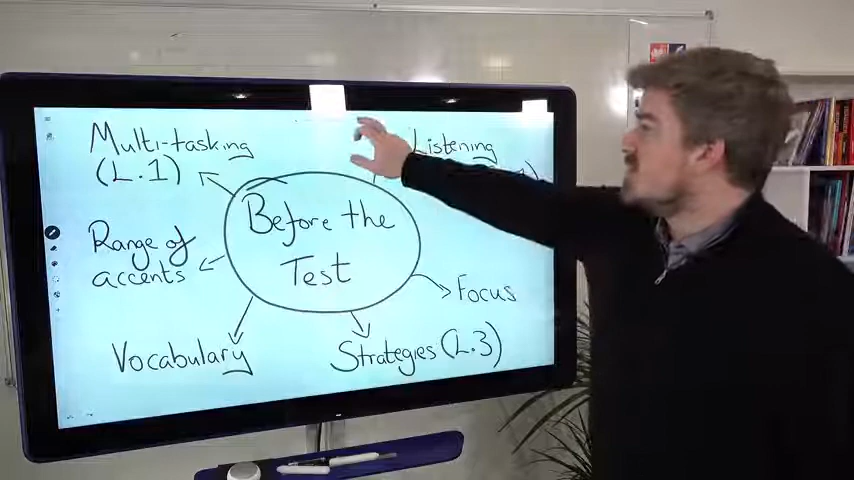 Multi-tasking
(L.1)
Listening
Before the
Test
Range of
accents
Focus
Vocabulary
Strategies (L.3)